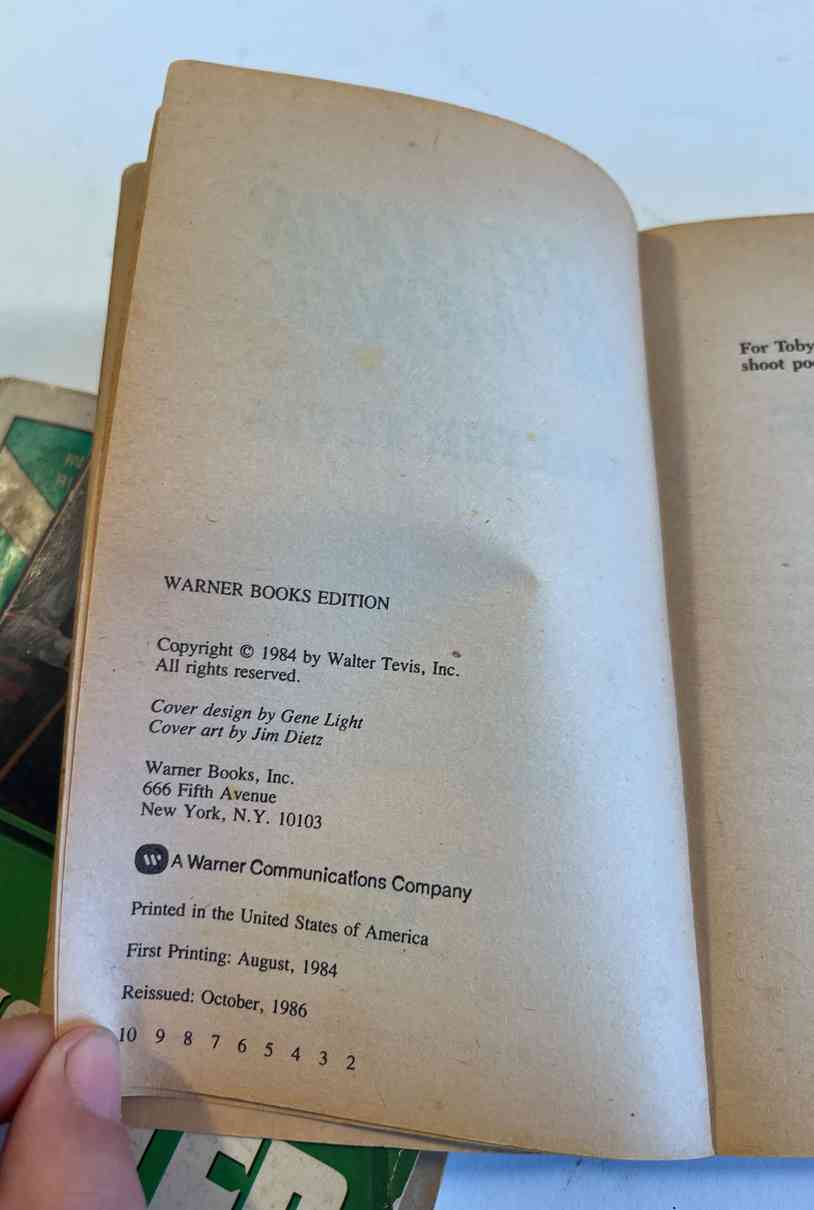 WARNER BOOKS EDITION
Copyright © 1984 by Walter Tevis, Inc.
All rights reserved.
Cover design by Gene Light
Cover art by Jim Dietz
Warner Books, Inc.
666 Fifth Avenue
New York, N.Y. 10103
A Warner Communications Company
Printed in the United States of America
First Printing: August, 1984
Reissued: October, 1986
10 9 8 7 6 5 4 3 2
For Toby
shoot